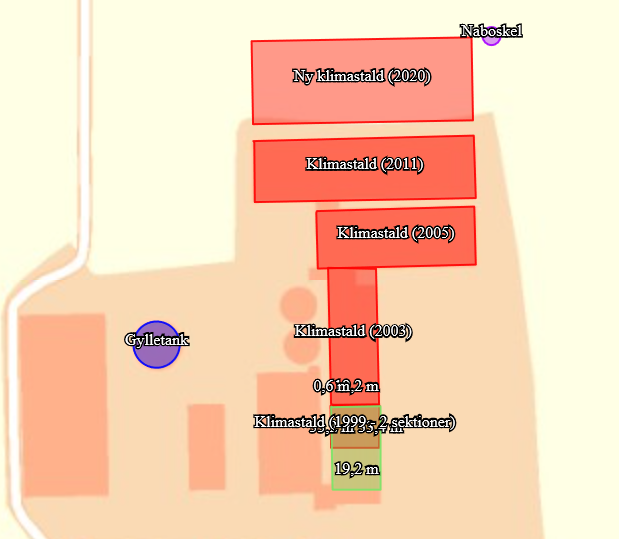 Naboskel
Ny klimastald (2020)
Klimastald (2011)
Klimastald (2005)
Klimastald (2003)
Gylletank
Klimastald (1999 - 2 sektioner)
19,2 m